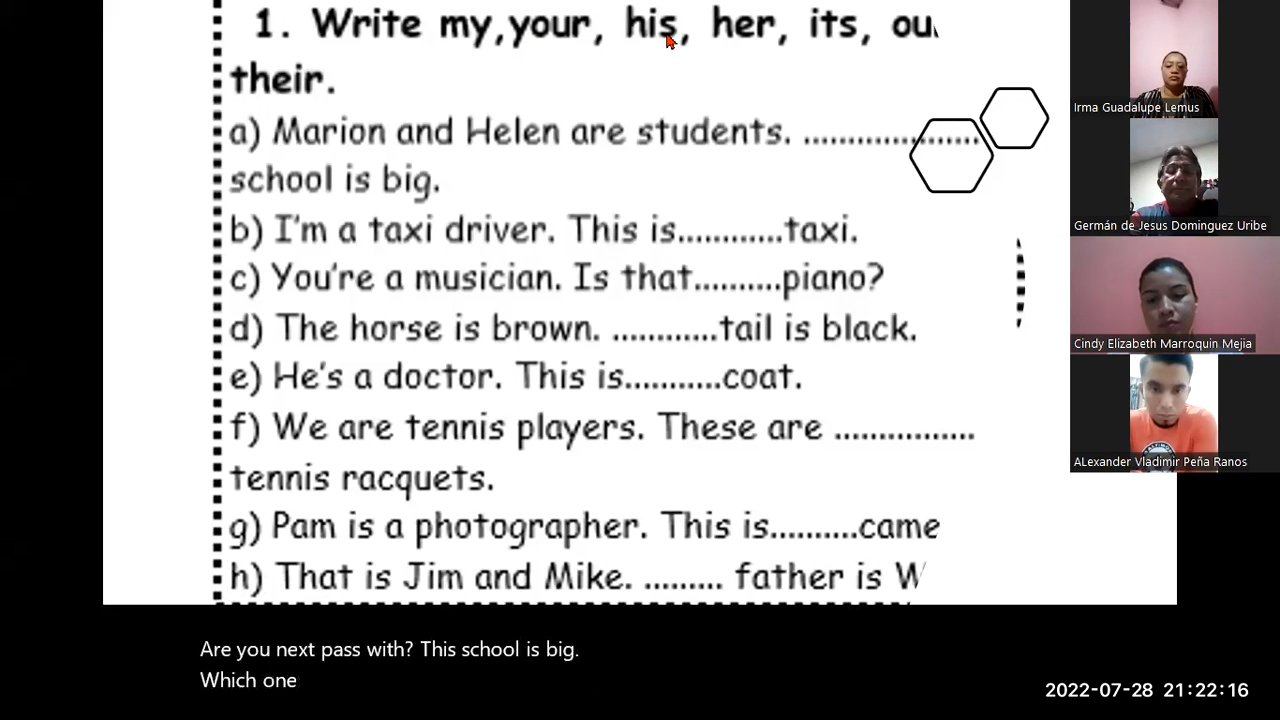 1. Write my,your, his, her, its,
their.
a) Marion and Helen are students. ........................
school is big.
b) I'm a taxi driver. This is............taxi.
c) You're a musician. Is that..........piano?
d) The horse is brown. ............tail is black.
e) He's a doctor. This is...........coat.
f) We are tennis players. These are ................
tennis racquets.
g) Pam is a photographer. This is..........came
h) That is Jim and Mike. ......... father is
Irma Guadalupe Lemus
Germán de Jesus Dominguez Uribe
Cindy Elizabeth Marroquin Mejia
ALexander Vladimir Peña Ranos
Are you next pass with? This school is big.
Which one
2022-07-28 21:22:16